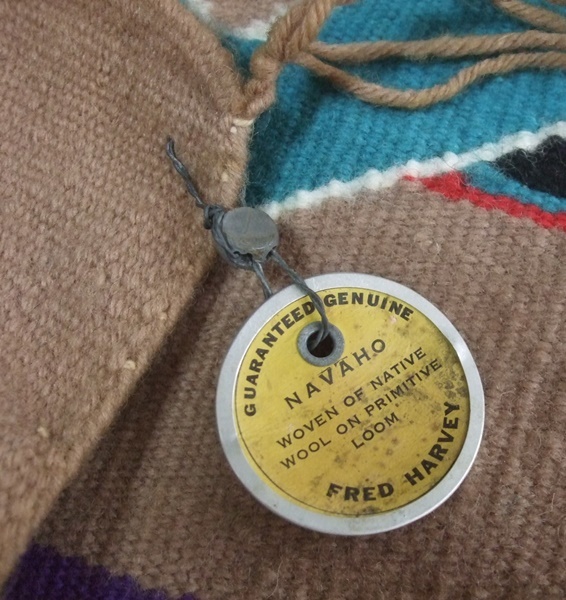 GUARANTEED GENUINE
NAVAHO
WOVEN OF NATIVE
WOOL ON PRIMITIVE
LOOM
FRED HARVEY